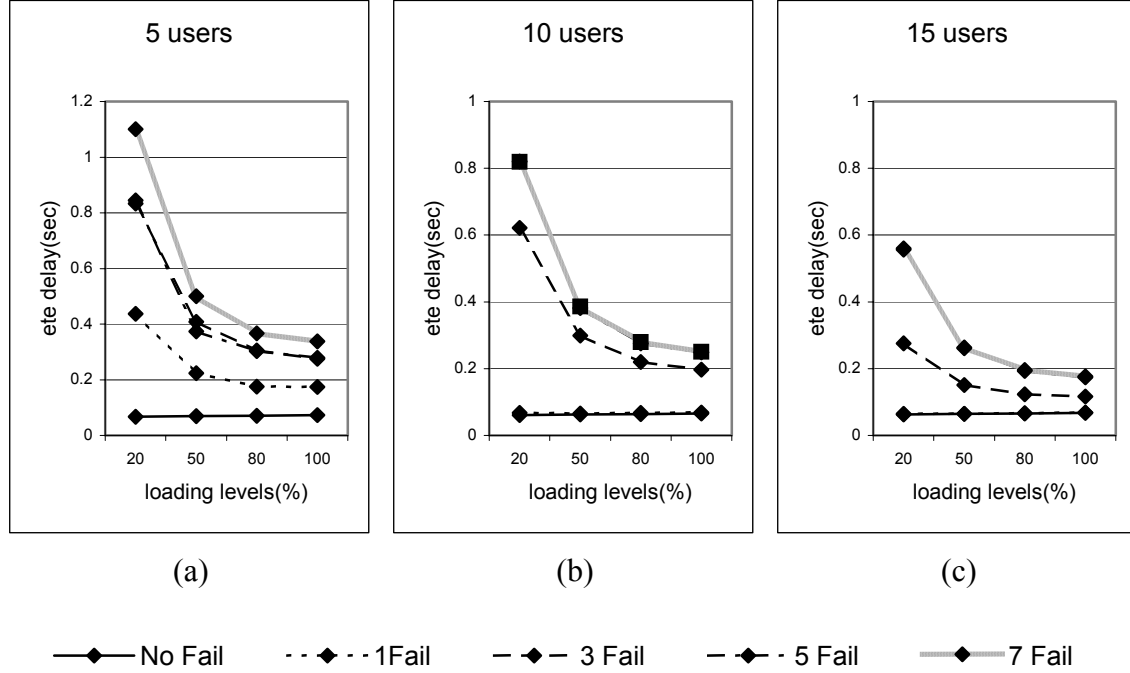 5 users
ete delay(sec)
1.2
1
0.8
0.6
0.4
0.2
0
20 50 80 100
loading levels(%)
(a)
10 users
ete delay(sec)
1
0.8
0.6
0.4
0.2
0
20 50 80 100
loading levels(%)
(b)
15 users
ete delay(sec)
1
0.8
0.6
0.4
0.2
0
20 50 80 100
loading levels(%)
(c)
No Fail 1Fail 3 Fail 5 Fail 7 Fail